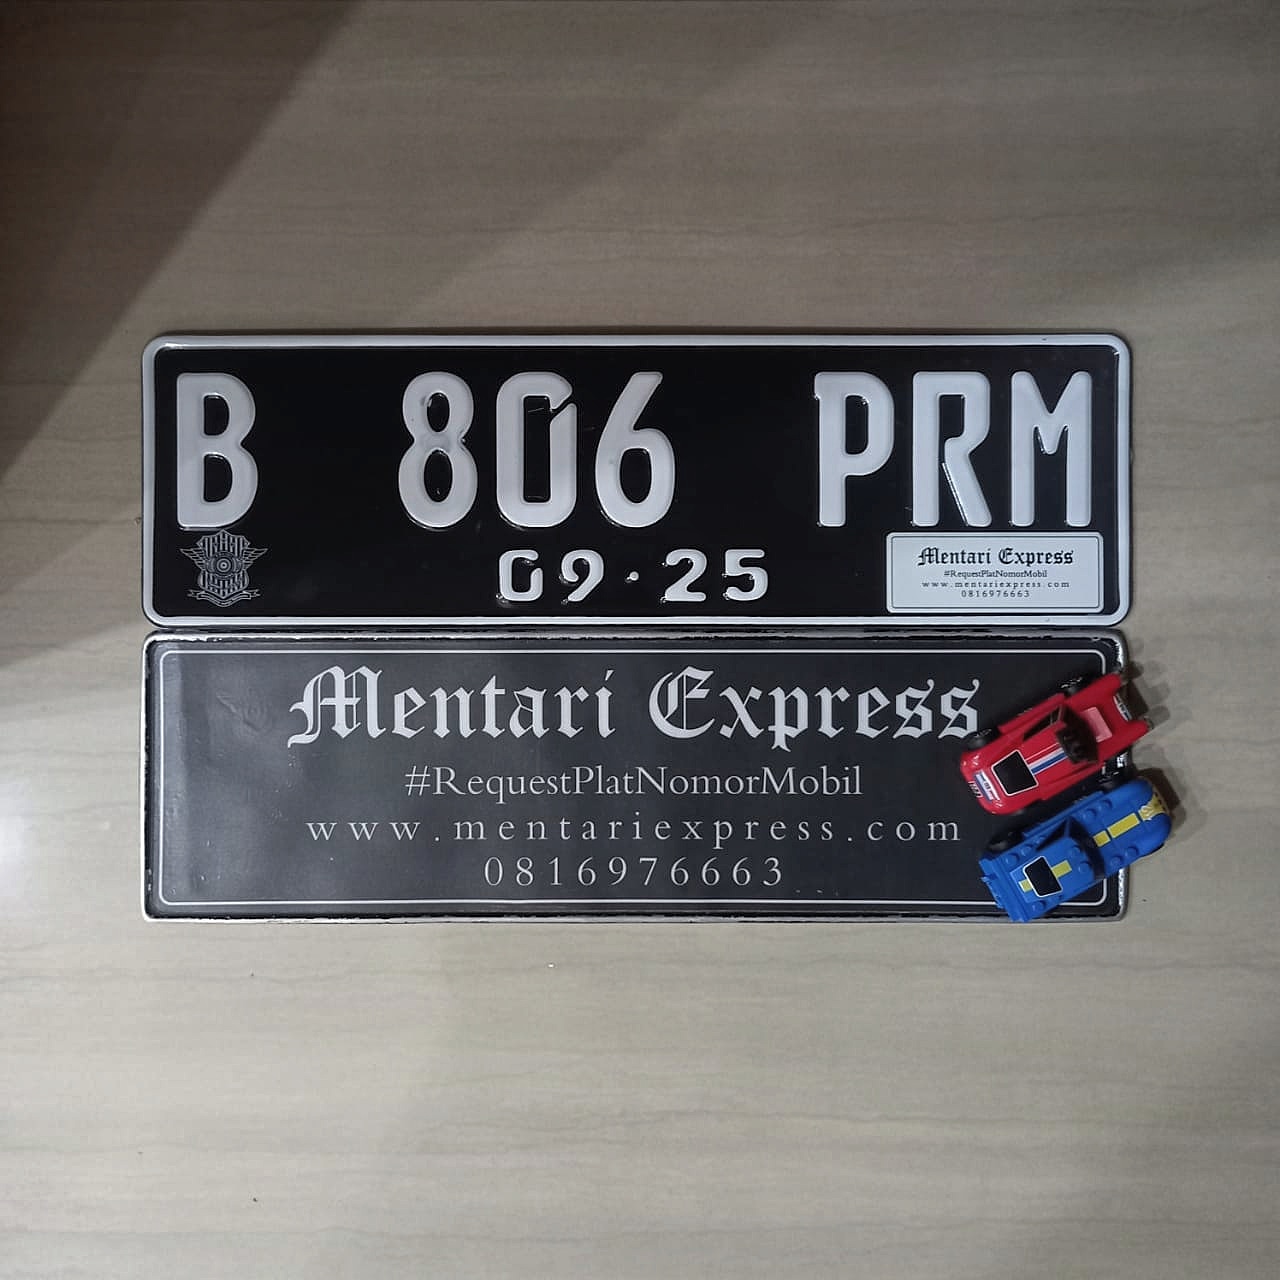 B 806 PRM
09·25
Mentari Express
#RequestPlatNomorMobil
www.mentariexpress.com
0816976663
Mentari Express
#RequestPlatNomorMobil
www.mentariexpress.com
0816976663